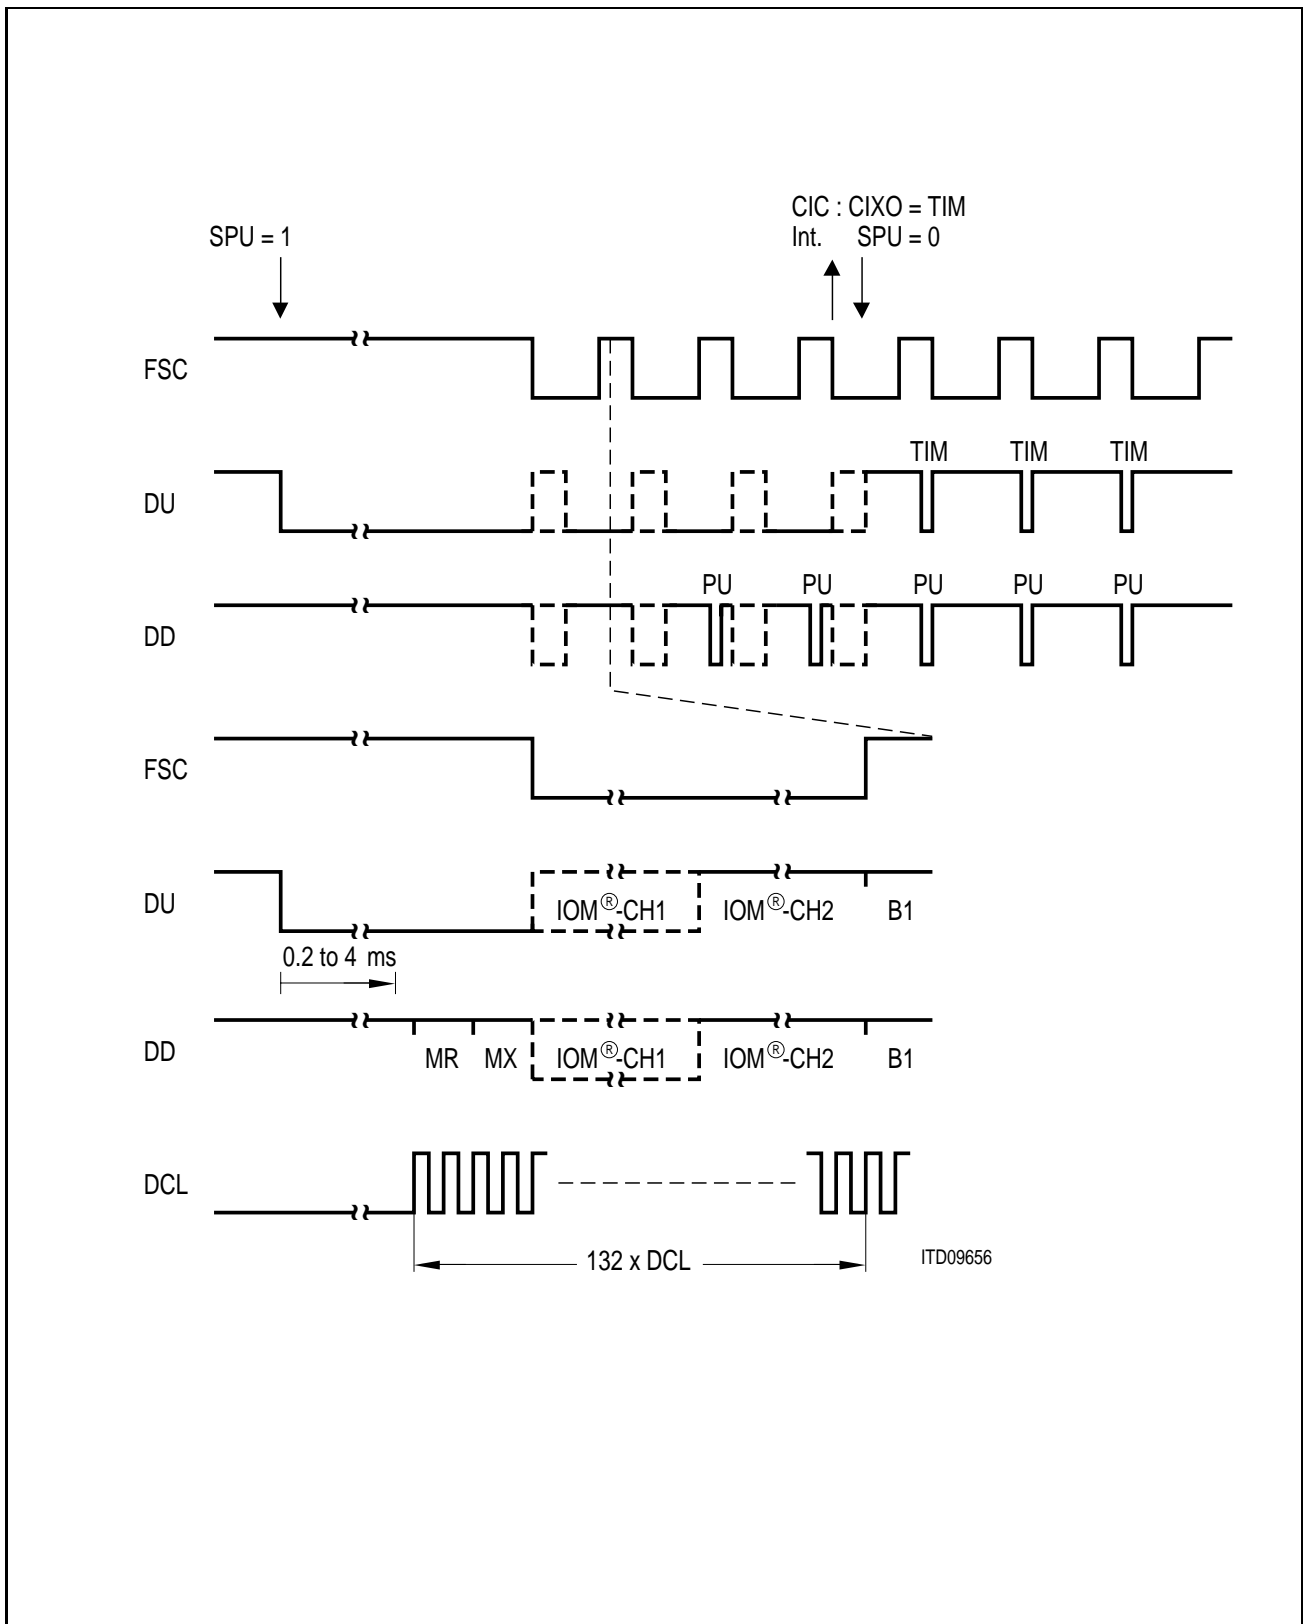 CIC : CIXO = TIM
SPU = 1
Int. SPU = 0
FSC
TIM TIM TIM
DU
PU PU PU PU PU
DD
FSC
DU
IOM®-CH1 IOM®-CH2 B1
0.2 to 4 ms
DD
MR MX IOM®-CH1 IOM®-CH2 B1
DCL
132 x DCL
ITD09656